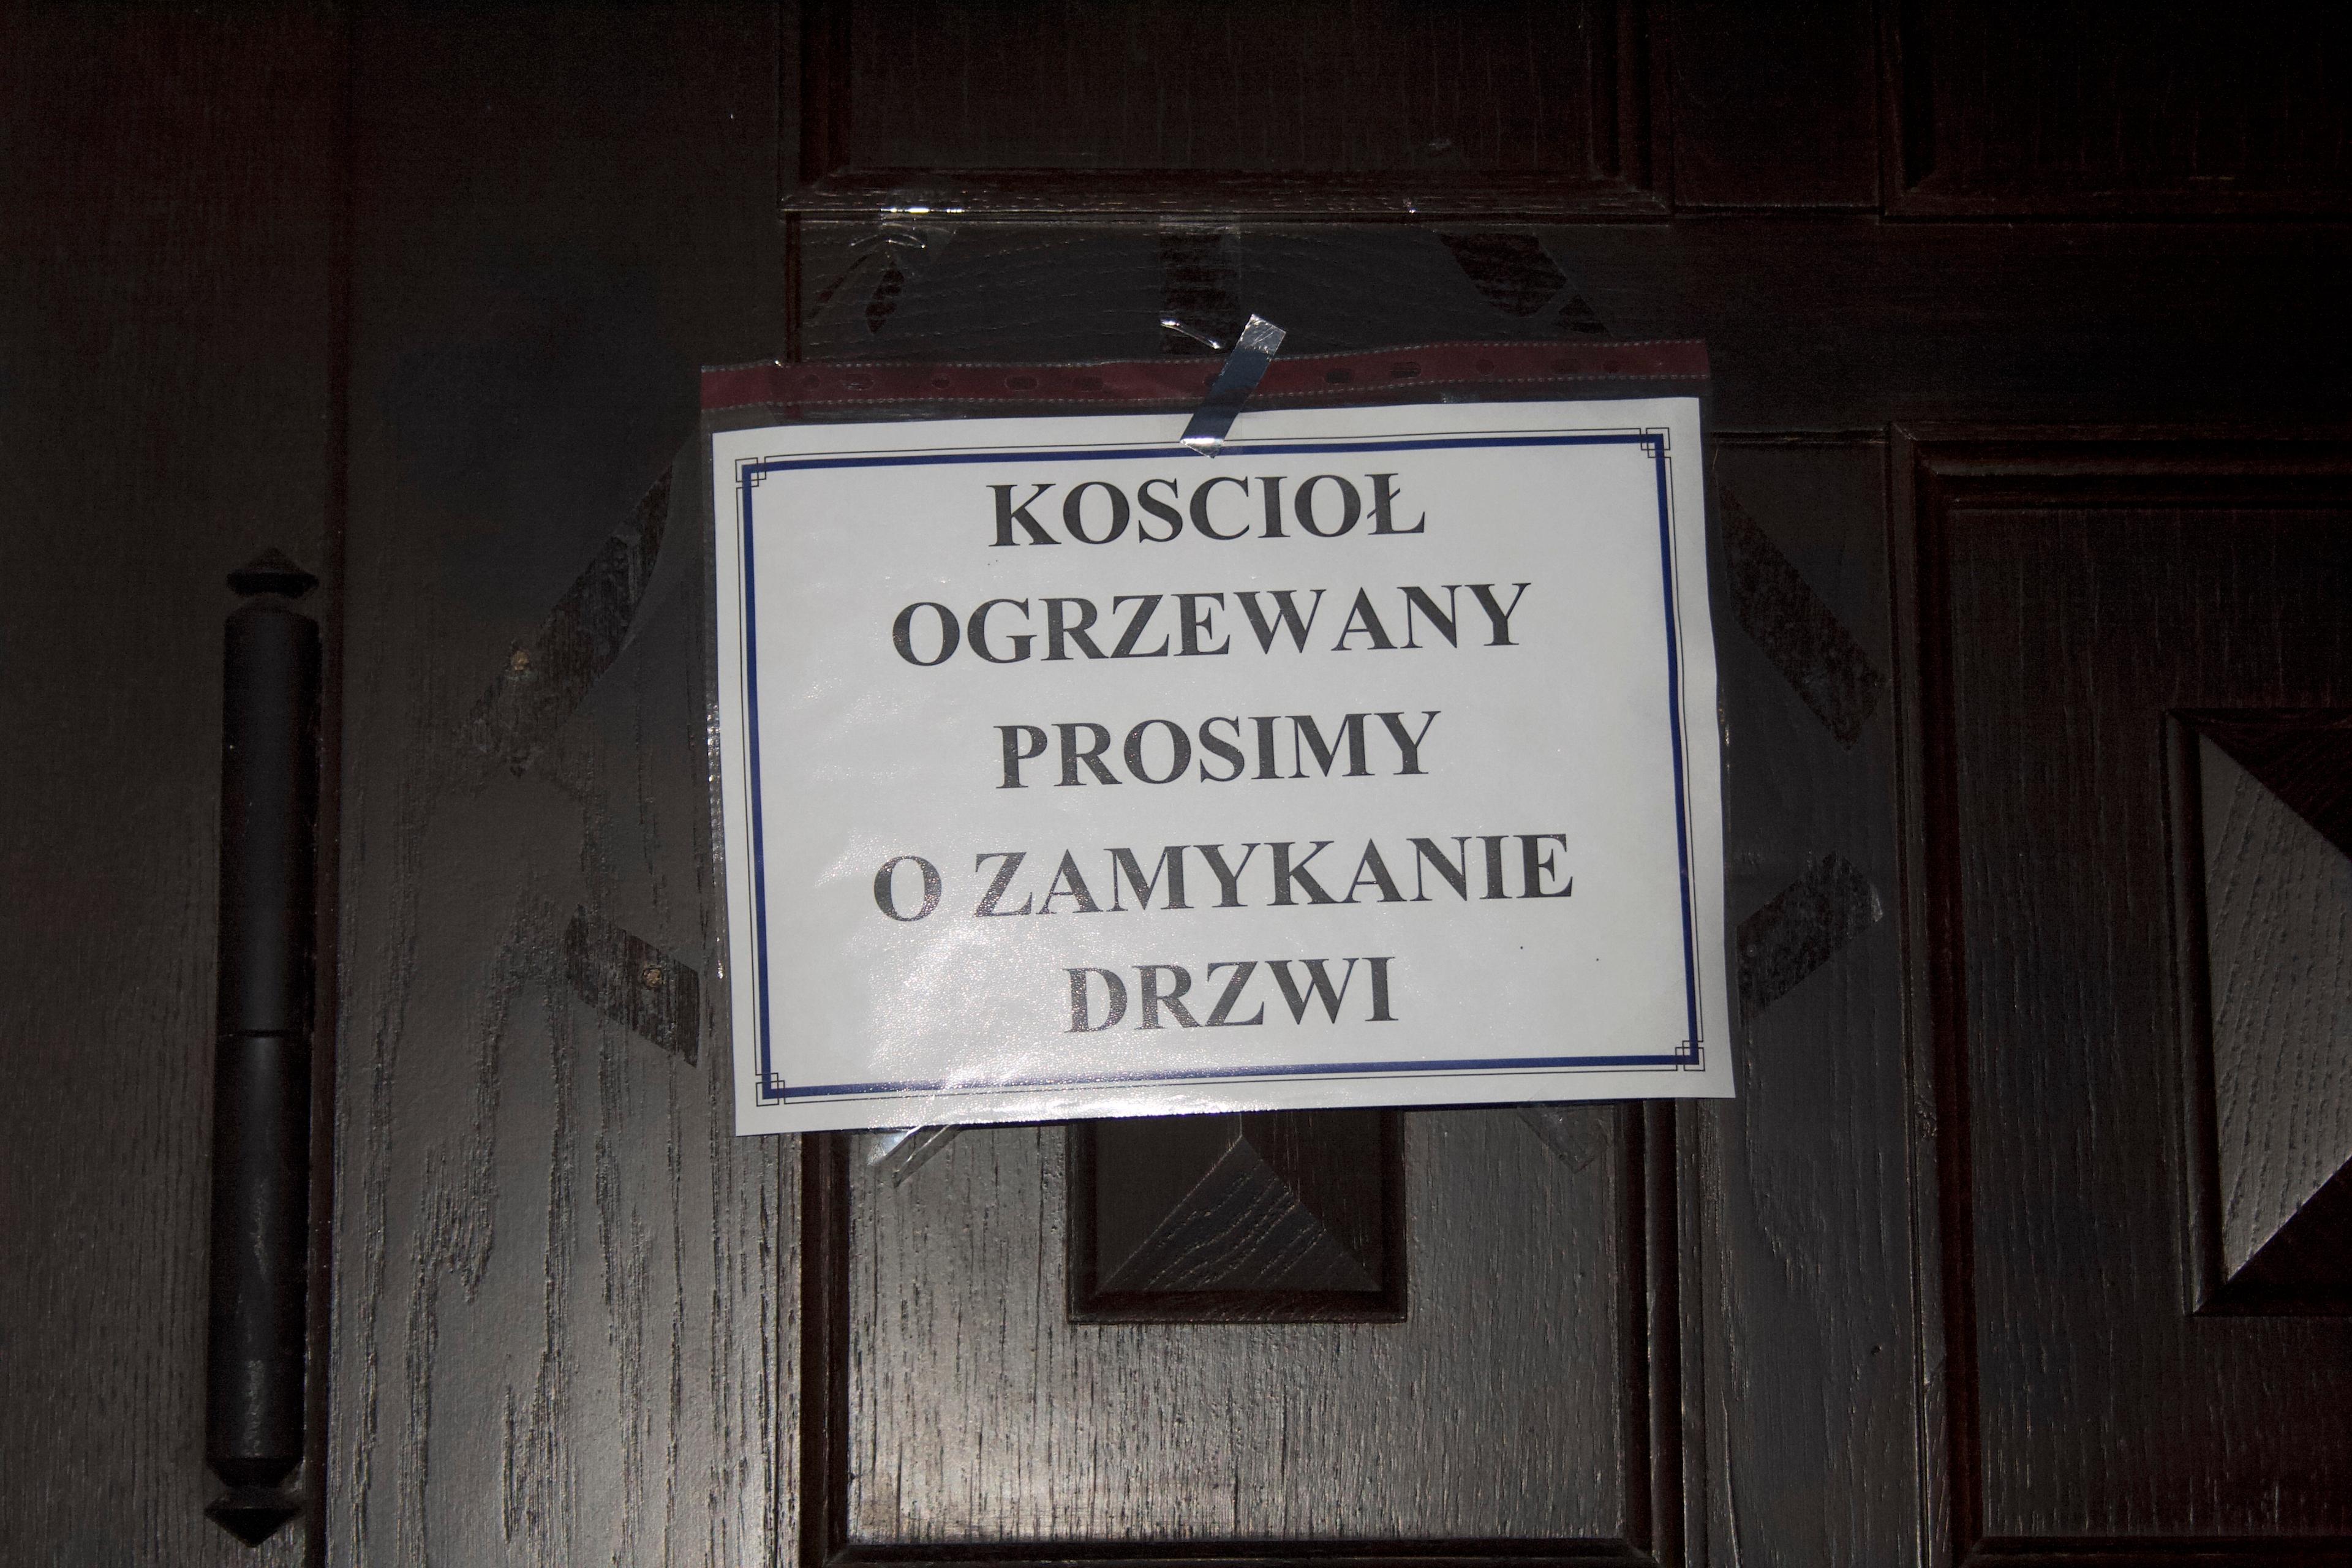 KOSCIOŁ
OGRZEWANY
PROSIMY
O ZAMYKANIE
DRZWI